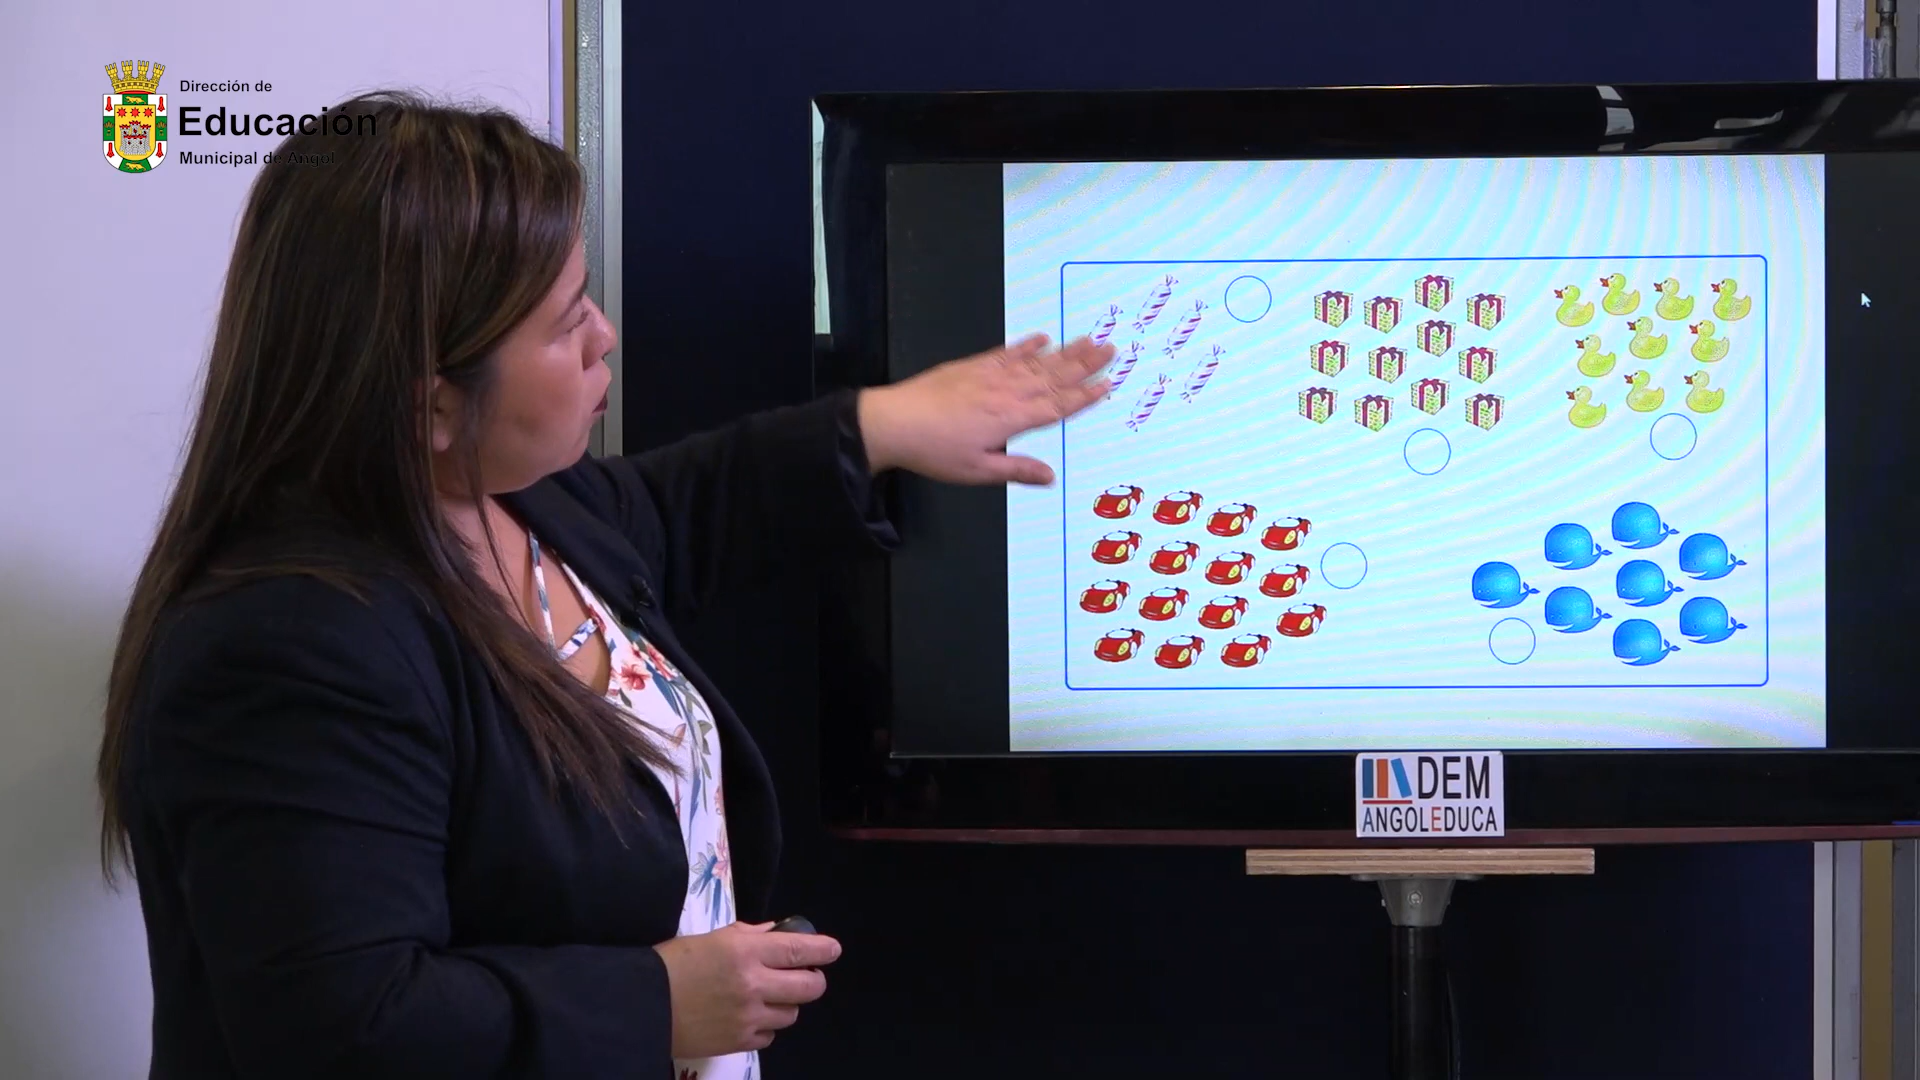 Dirección de
Educación
Municipal de Angol
DEM
ANGOLEDUCA